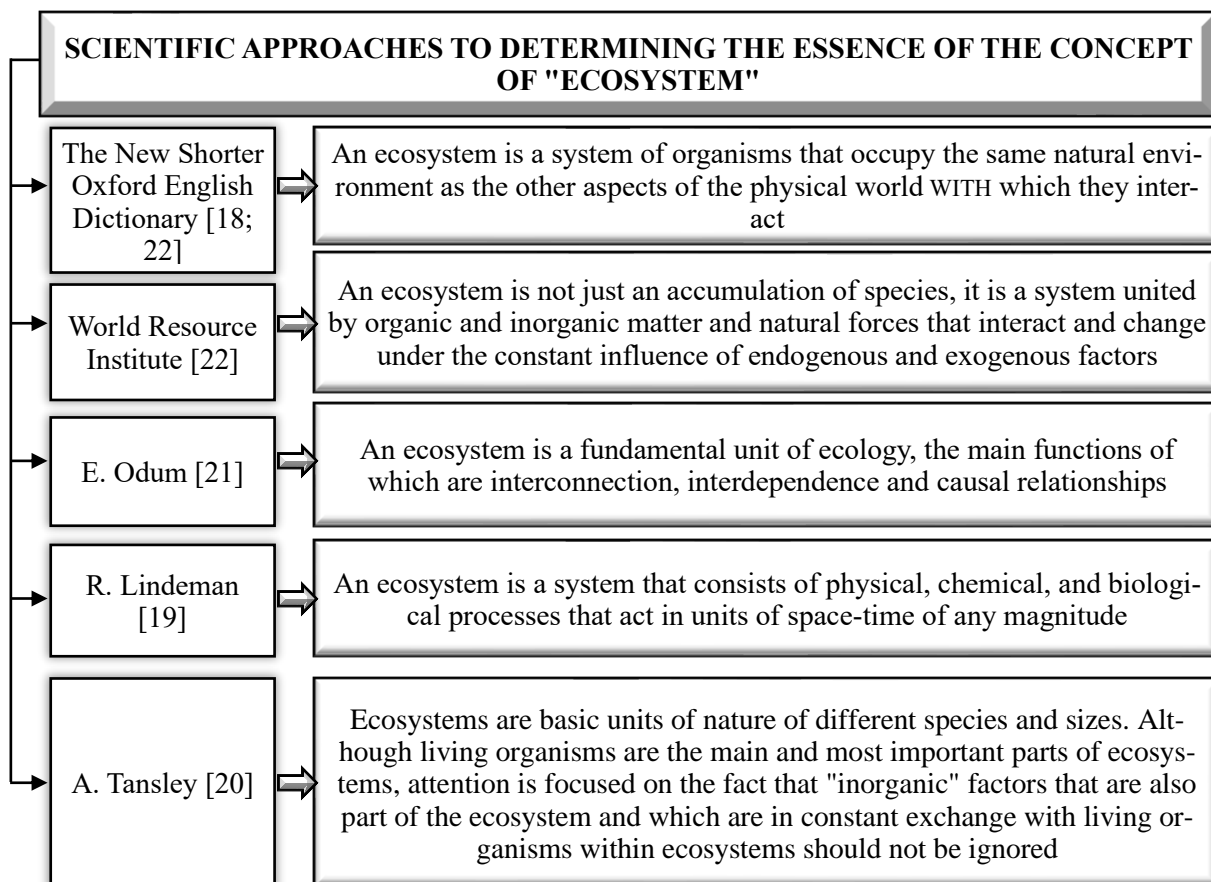 SCIENTIFIC APPROACHES TO DETERMINING THE ESSENCE OF THE CONCEPT
OF "ECOSYSTEM"
The New Shorter
Oxford English
Dictionary [18;
22]
An ecosystem is a system of organisms that occupy the same natural envi-
ronment as the other aspects of the physical world WITH which they inter-
act
World Resource
Institute [22]
An ecosystem is not just an accumulation of species, it is a system united
by organic and inorganic matter and natural forces that interact and change
under the constant influence of endogenous and exogenous factors
E. Odum [21]
An ecosystem is a fundamental unit of ecology, the main functions of
which are interconnection, interdependence and causal relationships
R. Lindeman
[19]
An ecosystem is a system that consists of physical, chemical, and biologi-
cal processes that act in units of space-time of any magnitude
A. Tansley [20]
Ecosystems are basic units of nature of different species and sizes. Alt-
hough living organisms are the main and most important parts of ecosys-
tems, attention is focused on the fact that "inorganic" factors that are also
part of the ecosystem and which are in constant exchange with living or-
ganisms within ecosystems should not be ignored